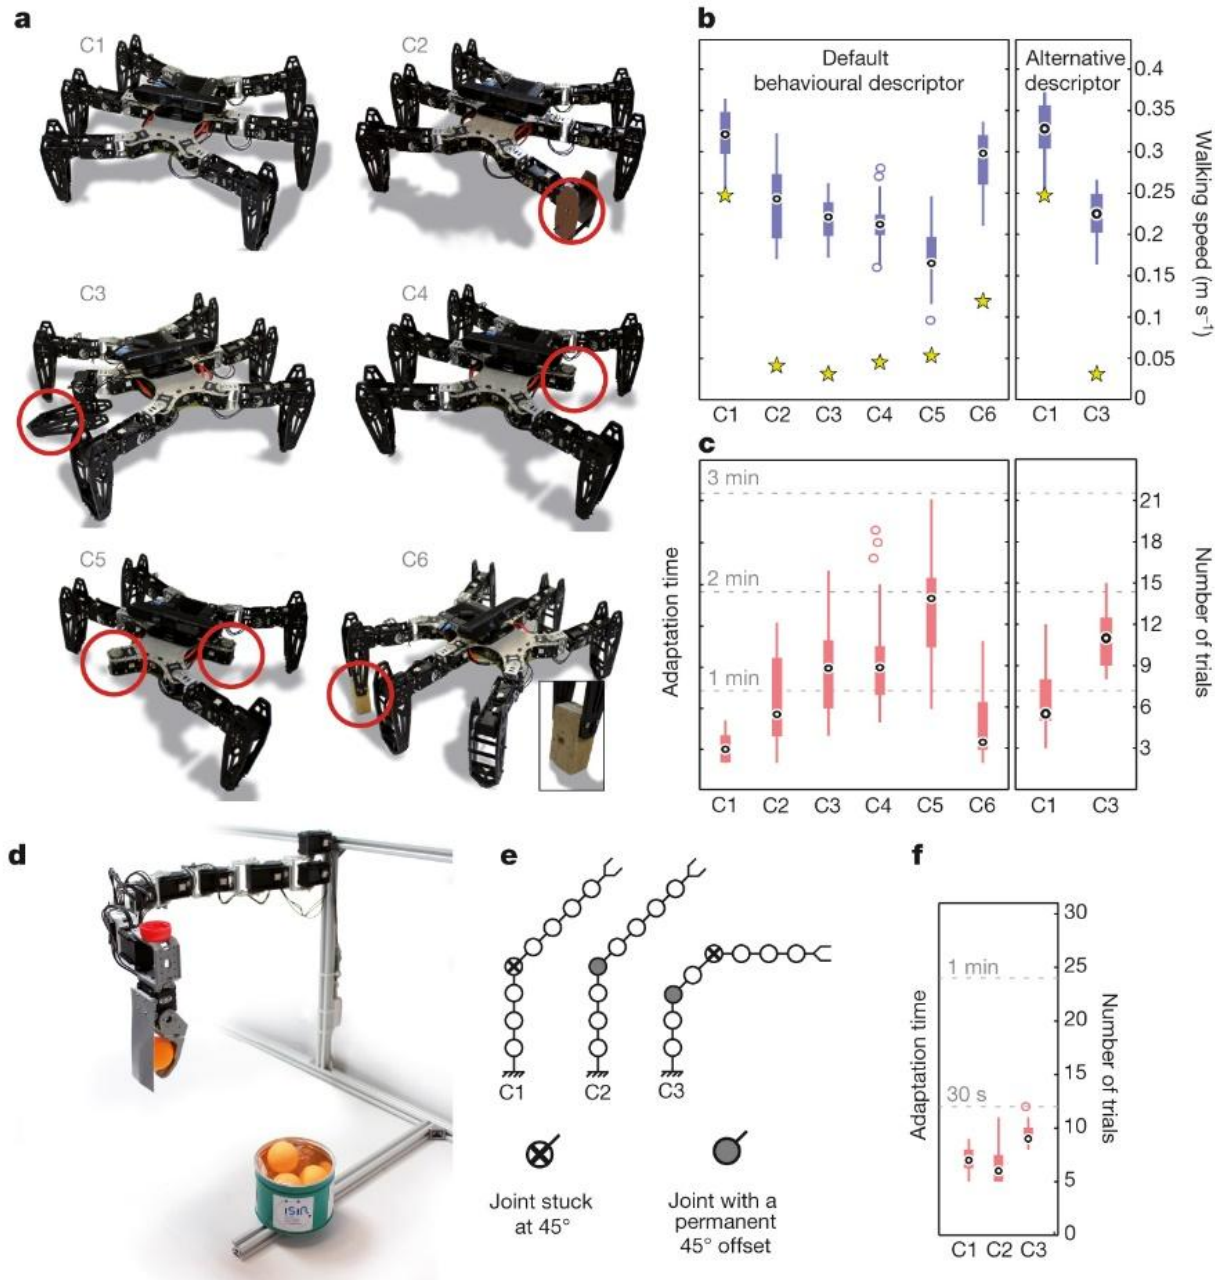 a
C1
C2
C3
C4
C5
C6
b
Default
behavioural descriptor
Alternative
descriptor
0.4
0.35
0.3
0.25
0.2
0.15
0.1
0.05
0
Walking speed (m s⁻¹)
C1 C2 C3 C4 C5 C6
C1 C3
c
3 min
2 min
1 min
Adaptation time
21
18
15
12
9
6
3
Number of trials
C1 C2 C3 C4 C5 C6
C1 C3
d
ISIR
e
C1 C2 C3
Joint stuck
at 45°
Joint with a
permanent
45° offset
f
1 min
30 s
Adaptation time
30
25
20
15
10
5
0
Number of trials
C1 C2 C3